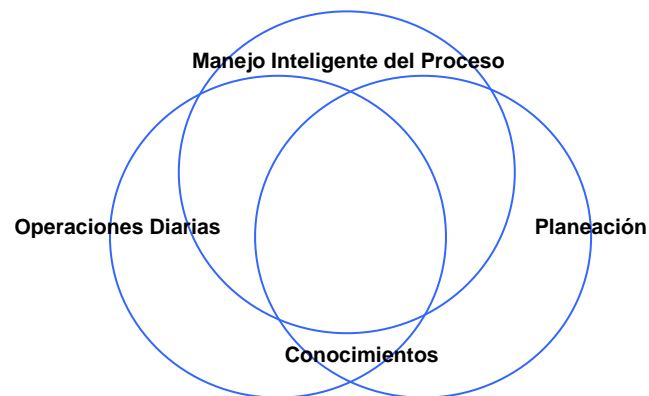 Manejo Inteligente del Proceso
Operaciones Diarias
Planeación
Conocimientos